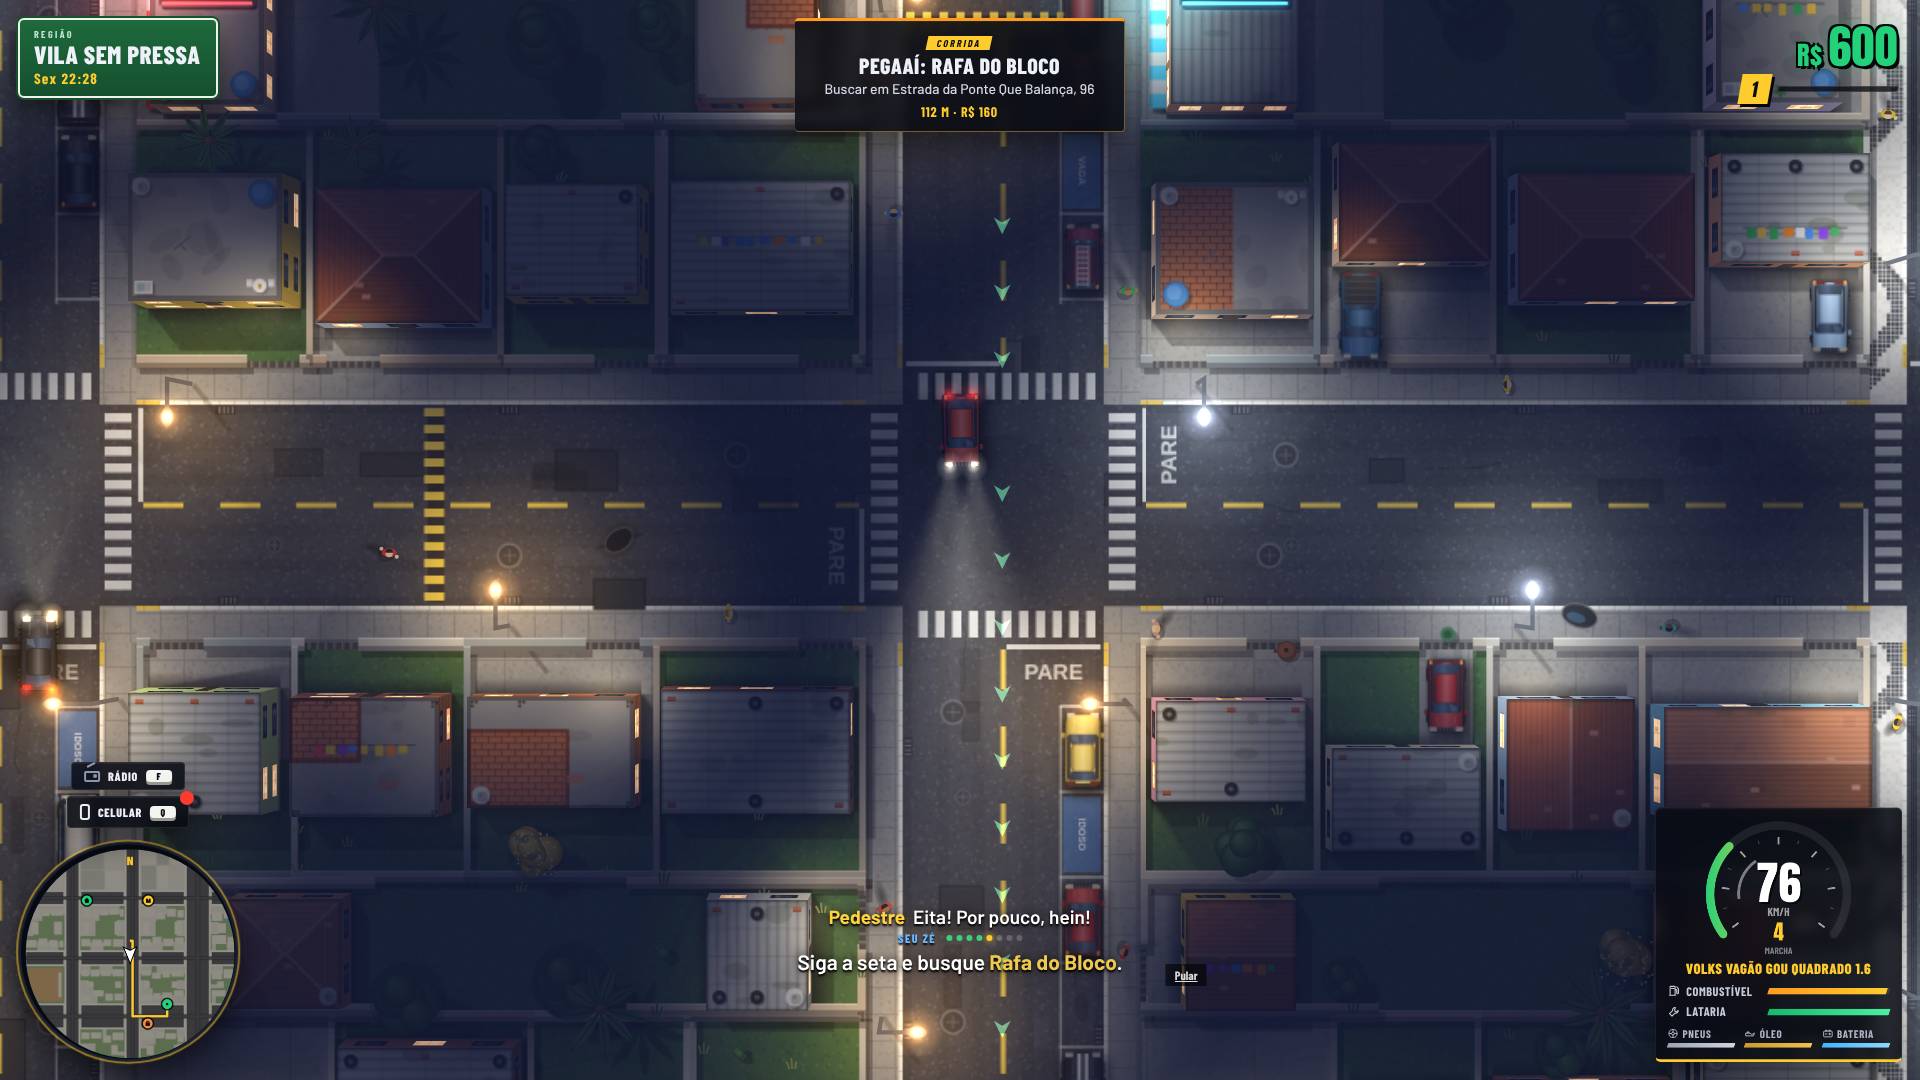 REGIÃO
VILA SEM PRESSA
Sex 22:28
CORRIDA
PEGAAÍ: RAFA DO BLOCO
Buscar em Estrada da Ponte Que Balança, 96
112 M · R$ 160
R$ 600
1
VAGA
PARE
PARE
PARE
RE
IDOSO
IDOSO
RÁDIO F
CELULAR Q
N
Pedestre Eita! Por pouco, hein!
SEU ZÉ
Siga a seta e busque Rafa do Bloco.
Pular
76
KM/H
4
MARCHA
VOLKS VAGÃO GOU QUADRADO 1.6
COMBUSTÍVEL
LATARIA
PNEUS
ÓLEO
BATERIA